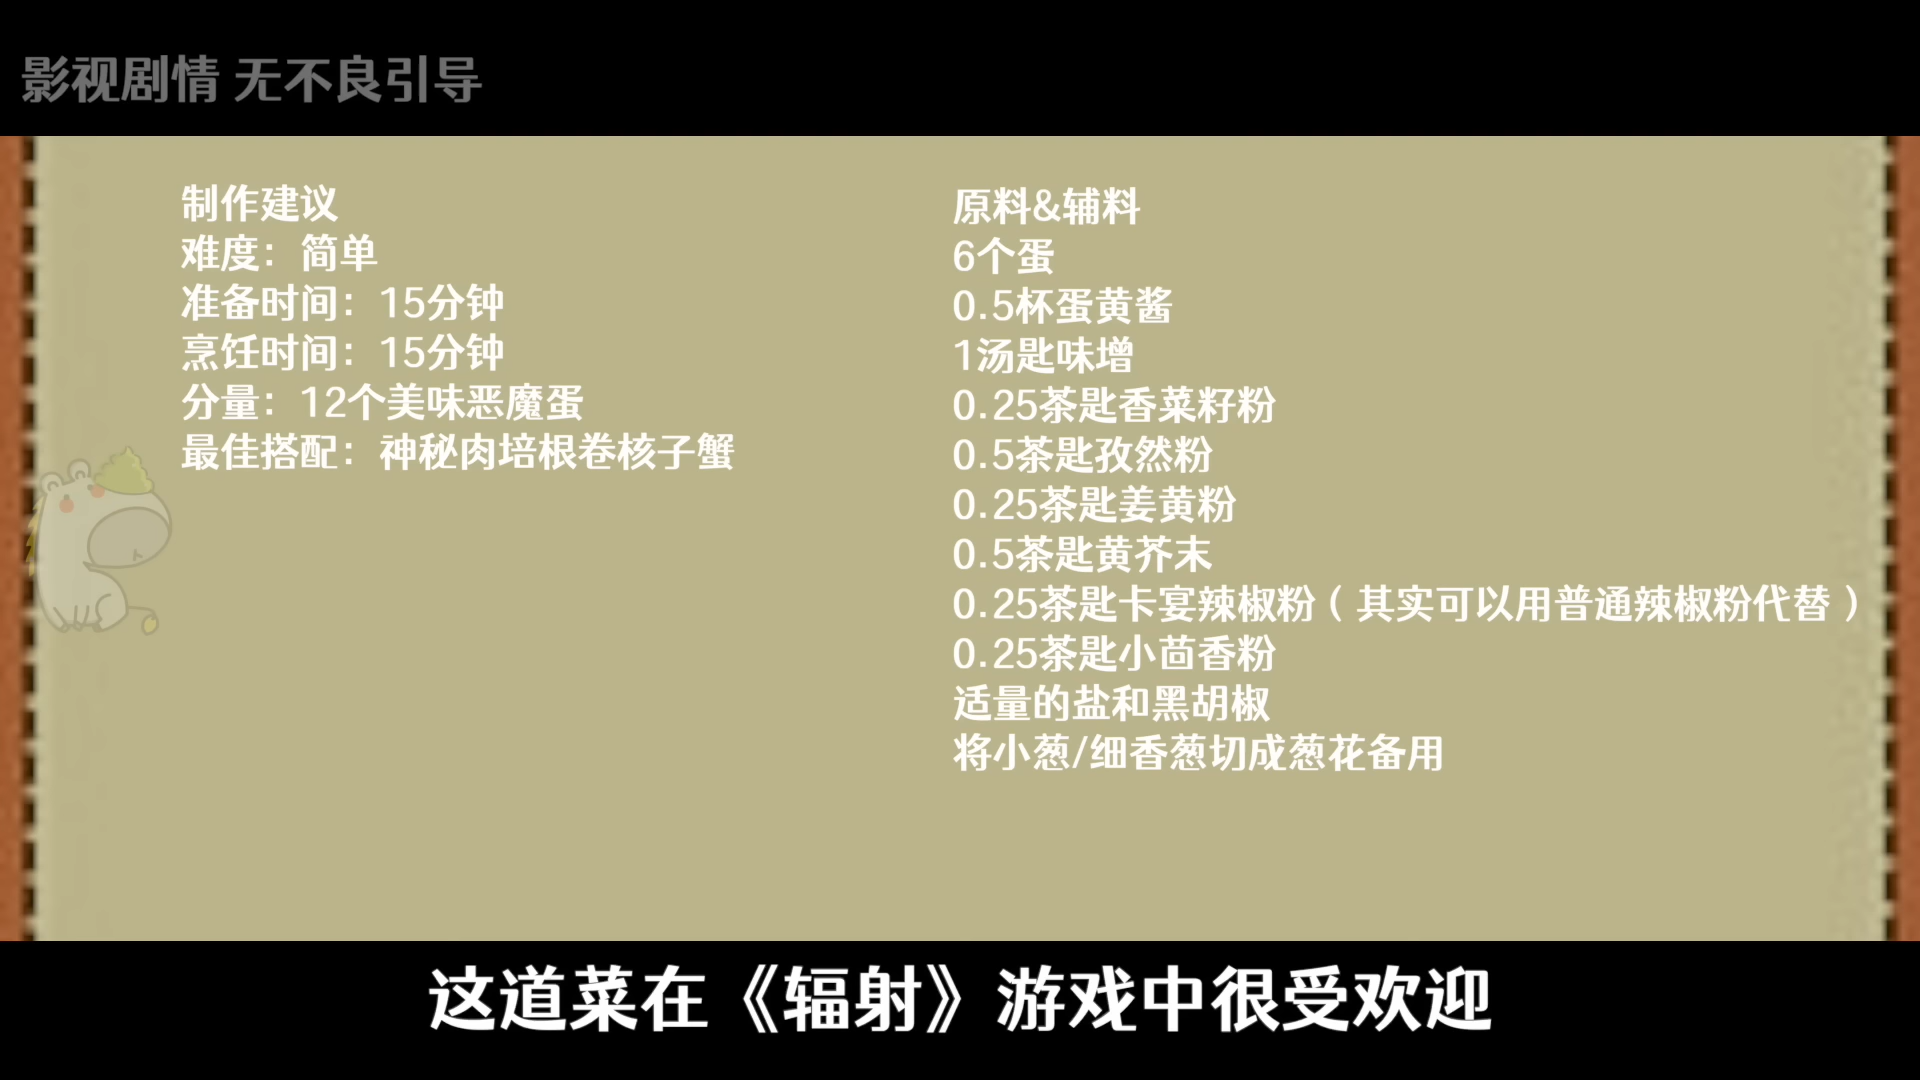 影视剧情 无不良引导
制作建议
难度：简单
准备时间：15分钟
烹饪时间：15分钟
分量：12个美味恶魔蛋
最佳搭配：神秘肉培根卷核子蟹
原料&辅料
6个蛋
0.5杯蛋黄酱
1汤匙味增
0.25茶匙香菜籽粉
0.5茶匙孜然粉
0.25茶匙姜黄粉
0.5茶匙黄芥末
0.25茶匙卡宴辣椒粉（其实可以用普通辣椒粉代替）
0.25茶匙小茴香粉
适量的盐和黑胡椒
将小葱/细香葱切成葱花备用
这道菜在《辐射》游戏中很受欢迎